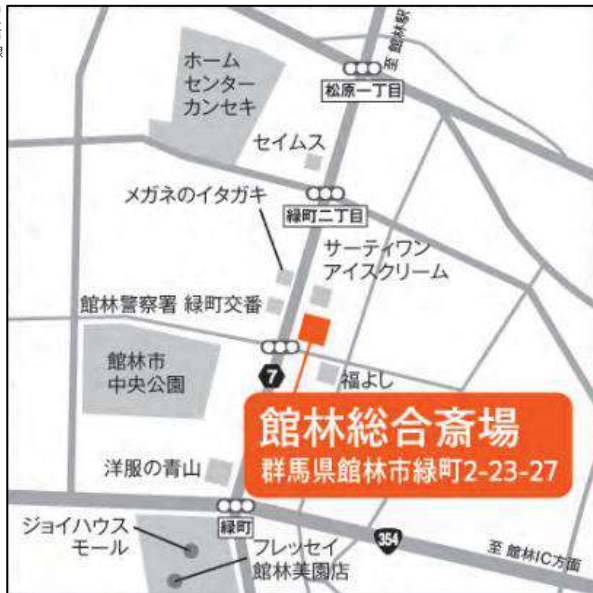 至 館林駅
ホーム
センター
カンセキ
松原一丁目
セイムス
メガネのイタガキ
緑町二丁目
サーティワン
アイスクリーム
館林警察署 緑町交番
館林市
中央公園
7
福よし
館林総合斎場
群馬県館林市緑町2-23-27
洋服の青山
緑町
ジョイハウス
モール
フレッセイ
館林美園店
354
至 館林IC方面